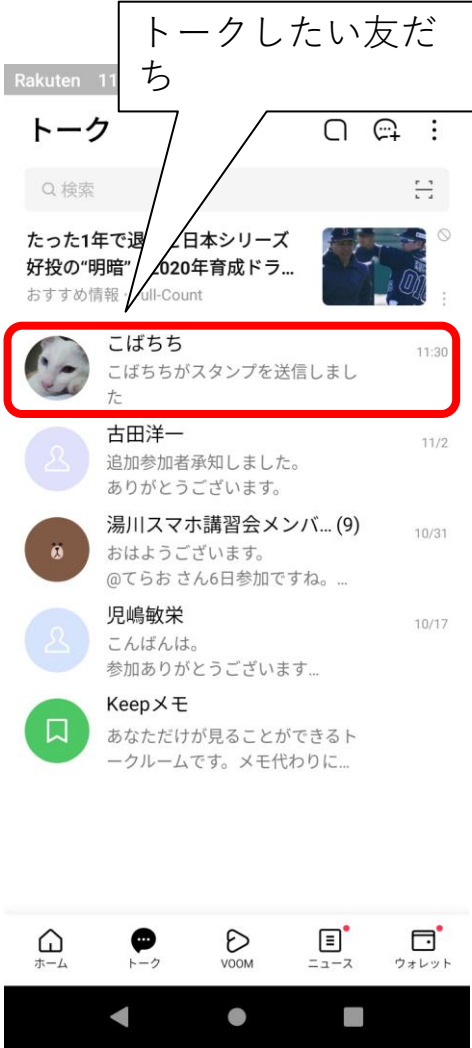 トークしたい友だ
ち
Rakuten 11
トーク
検索
たった1年で退
日本シリーズ
好投の“明暗”
2020年育成ドラ...
おすすめ情報・
ull-Count
こばちち
11:30
こばちちがスタンプを送信しまし
た
古田洋一
11/2
追加参加者承知しました。
ありがとうございます。
湯川スマホ講習会メンバ... (9)
10/31
おはようございます。
@てらお さん6日参加ですね。...
児嶋敏栄
10/17
こんばんは。
参加ありがとうございます...
Keepメモ
あなただけが見ることができるト
ークルームです。メモ代わりに...
ホーム
トーク
VOOM
ニュース
ウォレット